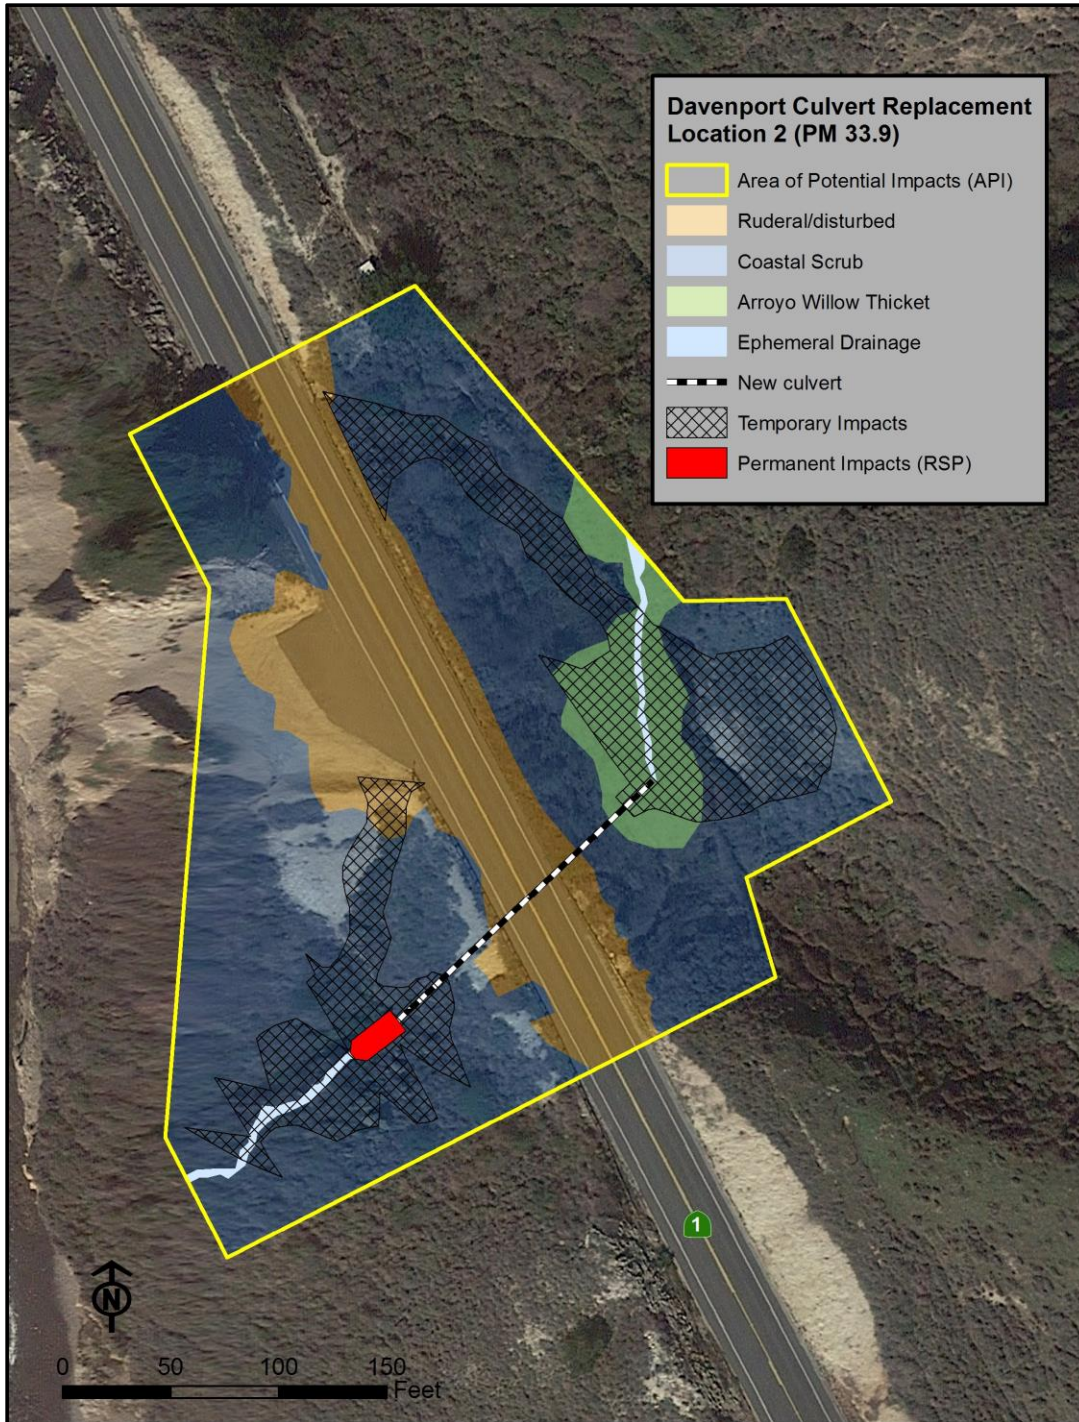 Davenport Culvert Replacement
Location 2 (PM 33.9)
Area of Potential Impacts (API)
Ruderal/disturbed
Coastal Scrub
Arroyo Willow Thicket
Ephemeral Drainage
New culvert
Temporary Impacts
Permanent Impacts (RSP)
1
N
0 50 100 150
Feet